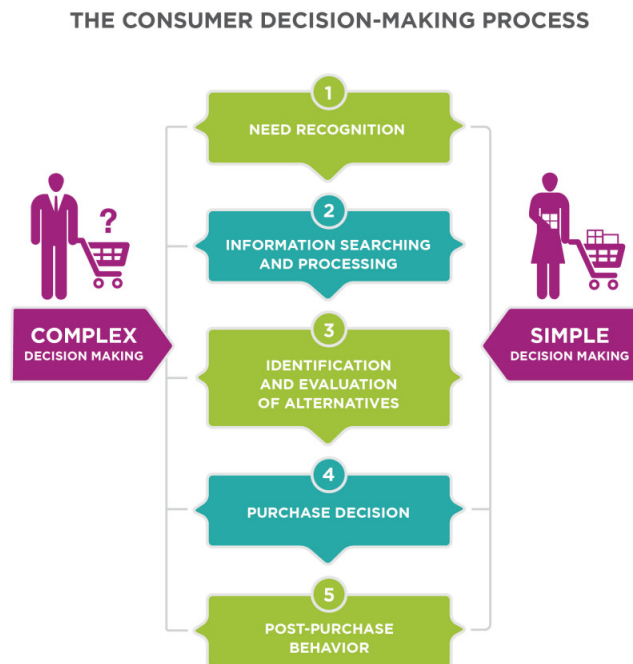 THE CONSUMER DECISION-MAKING PROCESS
1
NEED RECOGNITION
2
INFORMATION SEARCHING
AND PROCESSING
?
COMPLEX
DECISION MAKING
SIMPLE
DECISION MAKING
3
IDENTIFICATION
AND EVALUATION
OF ALTERNATIVES
4
PURCHASE DECISION
5
POST-PURCHASE
BEHAVIOR